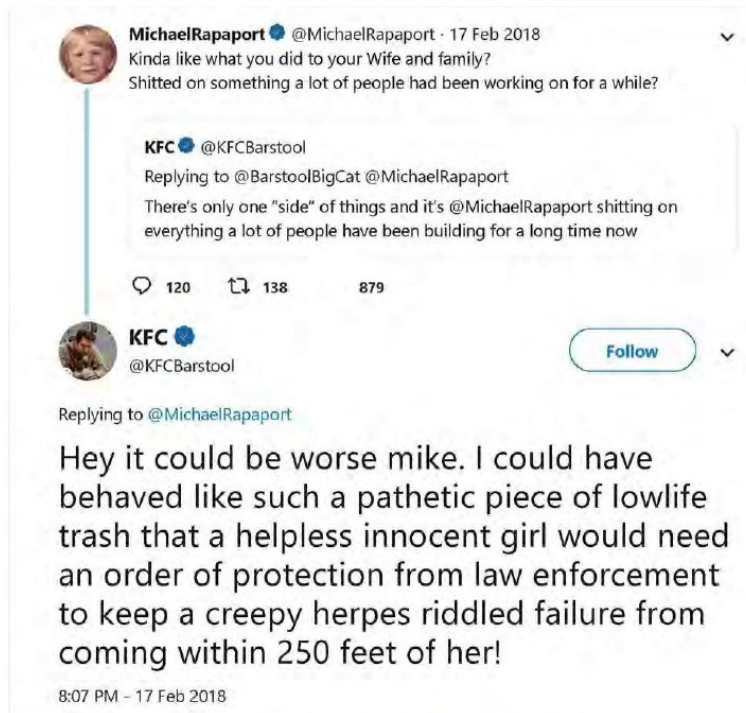 MichaelRapaport @MichaelRapaport · 17 Feb 2018
Kinda like what you did to your Wife and family?
Shitted on something a lot of people had been working on for a while?
KFC @KFCBarstool
Replying to @BarstoolBigCat @MichaelRapaport
There's only one "side" of things and it's @MichaelRapaport shitting on
everything a lot of people have been building for a long time now
120 138 879
KFC
@KFCBarstool
Follow
Replying to @MichaelRapaport
Hey it could be worse mike. I could have
behaved like such a pathetic piece of lowlife
trash that a helpless innocent girl would need
an order of protection from law enforcement
to keep a creepy herpes riddled failure from
coming within 250 feet of her!
8:07 PM - 17 Feb 2018